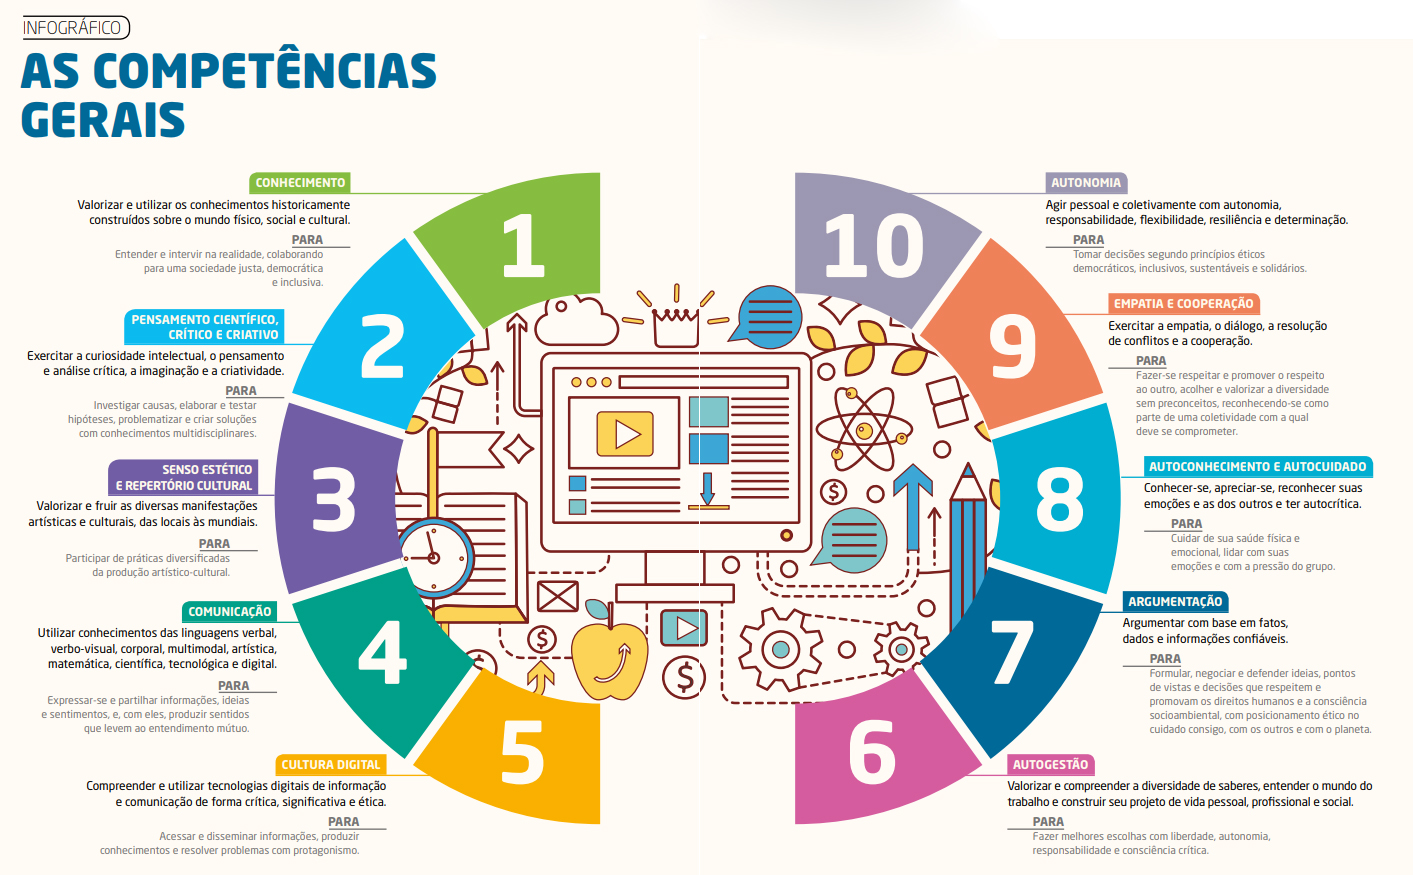 INFOGRÁFICO
AS COMPETÊNCIAS
GERAIS
1
CONHECIMENTO
Valorizar e utilizar os conhecimentos historicamente
construídos sobre o mundo físico, social e cultural.
PARA
Entender e intervir na realidade, colaborando
para uma sociedade justa, democrática
e inclusiva.
2
PENSAMENTO CIENTÍFICO,
CRÍTICO E CRIATIVO
Exercitar a curiosidade intelectual, o pensamento
e análise crítica, a imaginação e a criatividade.
PARA
Investigar causas, elaborar e testar
hipóteses, problematizar e criar soluções
com conhecimentos multidisciplinares.
3
SENSO ESTÉTICO
E REPERTÓRIO CULTURAL
Valorizar e fruir as diversas manifestações
artísticas e culturais, das locais às mundiais.
PARA
Participar de práticas diversificadas
da produção artístico-cultural.
4
COMUNICAÇÃO
Utilizar conhecimentos das linguagens verbal,
verbo-visual, corporal, multimodal, artística,
matemática, científica, tecnológica e digital.
PARA
Expressar-se e partilhar informações, ideias
e sentimentos, e, com eles, produzir sentidos
que levem ao entendimento mútuo.
5
CULTURA DIGITAL
Compreender e utilizar tecnologias digitais de informação
e comunicação de forma crítica, significativa e ética.
PARA
Acessar e disseminar informações, produzir
conhecimentos e resolver problemas com protagonismo.
6
AUTOGESTÃO
Valorizar e compreender a diversidade de saberes, entender o mundo do
trabalho e construir seu projeto de vida pessoal, profissional e social.
PARA
Fazer melhores escolhas com liberdade, autonomia,
responsabilidade e consciência crítica.
7
ARGUMENTAÇÃO
Argumentar com base em fatos,
dados e informações confiáveis.
PARA
Formular, negociar e defender ideias, pontos
de vistas e decisões que respeitem e
promovam os direitos humanos e a consciência
socioambiental, com posicionamento ético no
cuidado consigo, com os outros e com o planeta.
8
AUTOCONHECIMENTO E AUTOCUIDADO
Conhecer-se, apreciar-se, reconhecer suas
emoções e as dos outros e ter autocrítica.
PARA
Cuidar de sua saúde física e
emocional, lidar com suas
emoções e com a pressão do grupo.
9
EMPATIA E COOPERAÇÃO
Exercitar a empatia, o diálogo, a resolução
de conflitos e a cooperação.
PARA
Fazer-se respeitar e promover o respeito
ao outro, acolher e valorizar a diversidade
sem preconceitos, reconhecendo-se como
parte de uma coletividade com a qual
deve se comprometer.
10
AUTONOMIA
Agir pessoal e coletivamente com autonomia,
responsabilidade, flexibilidade, resiliência e determinação.
PARA
Tomar decisões segundo princípios éticos
democráticos, inclusivos, sustentáveis e solidários.
$
$
$
$